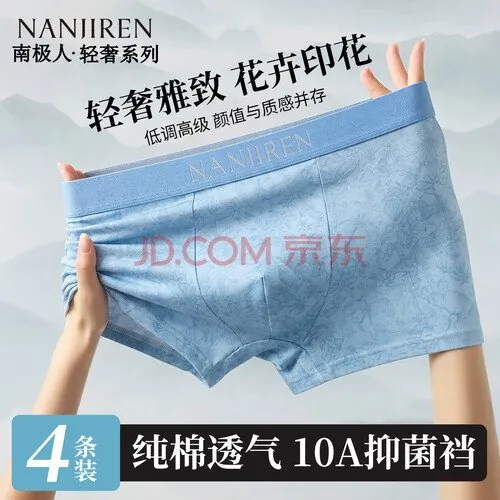 NANJIREN
南极人·轻奢系列
轻奢雅致 花卉印花
低调高级 颜值与质感并存
NANJIREN
JD.COM 京东
4条装
纯棉透气 10A抑菌裆